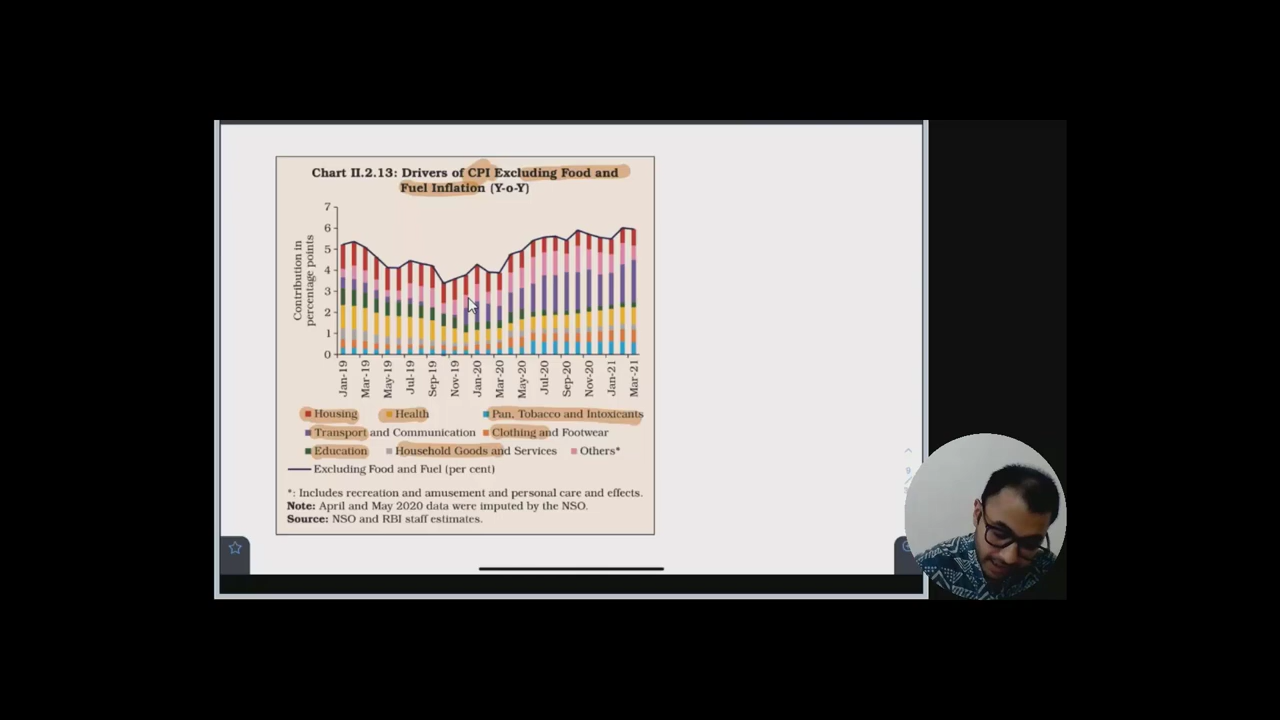 Chart II.2.13: Drivers of CPI Excluding Food and
Fuel Inflation (Y-o-Y)
Contribution in
percentage points
7
6
5
4
3
2
1
0
Jan-19
Mar-19
May-19
Jul-19
Sep-19
Nov-19
Jan-20
Mar-20
May-20
Jul-20
Sep-20
Nov-20
Jan-21
Mar-21
Housing Health Pan, Tobacco and Intoxicants
Transport and Communication Clothing and Footwear
Education Household Goods and Services Others*
Excluding Food and Fuel (per cent)
*: Includes recreation and amusement and personal care and effects.
Note: April and May 2020 data were imputed by the NSO.
Source: NSO and RBI staff estimates.